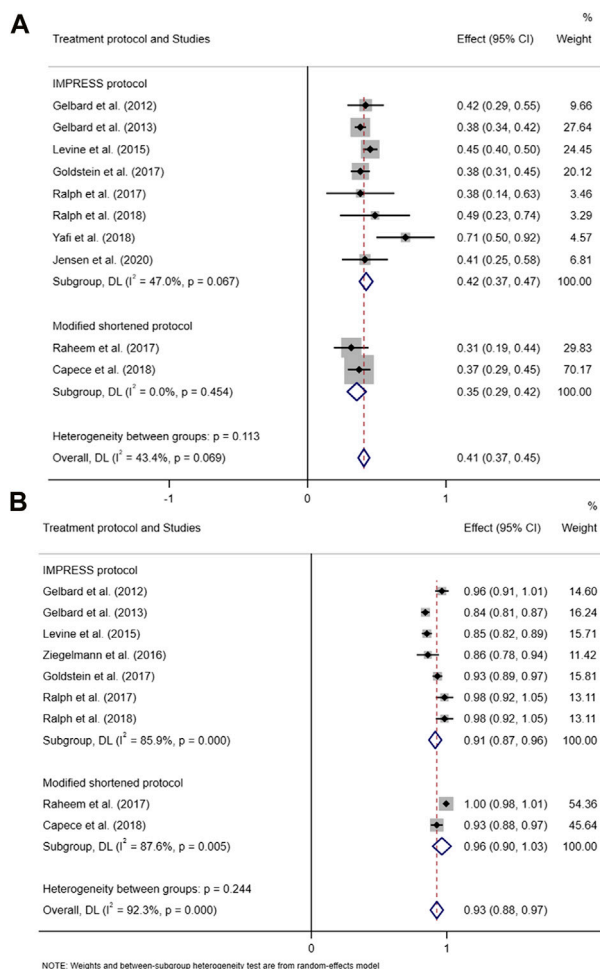 A
%
Treatment protocol and Studies Effect (95% CI) Weight
IMPRESS protocol
Gelbard et al. (2012) 0.42 (0.29, 0.55) 9.66
Gelbard et al. (2013) 0.38 (0.34, 0.42) 27.64
Levine et al. (2015) 0.45 (0.40, 0.50) 24.45
Goldstein et al. (2017) 0.38 (0.31, 0.45) 20.12
Ralph et al. (2017) 0.38 (0.14, 0.63) 3.46
Ralph et al. (2018) 0.49 (0.23, 0.74) 3.29
Yafi et al. (2018) 0.71 (0.50, 0.92) 4.57
Jensen et al. (2020) 0.41 (0.25, 0.58) 6.81
Subgroup, DL (I² = 47.0%, p = 0.067) 0.42 (0.37, 0.47) 100.00
Modified shortened protocol
Raheem et al. (2017) 0.31 (0.19, 0.44) 29.83
Capece et al. (2018) 0.37 (0.29, 0.45) 70.17
Subgroup, DL (I² = 0.0%, p = 0.454) 0.35 (0.29, 0.42) 100.00
Heterogeneity between groups: p = 0.113
Overall, DL (I² = 43.4%, p = 0.069) 0.41 (0.37, 0.45)
-1 0 1
B
%
Treatment protocol and Studies Effect (95% CI) Weight
IMPRESS protocol
Gelbard et al. (2012) 0.96 (0.91, 1.01) 14.60
Gelbard et al. (2013) 0.84 (0.81, 0.87) 16.24
Levine et al. (2015) 0.85 (0.82, 0.89) 15.71
Ziegelmann et al. (2016) 0.86 (0.78, 0.94) 11.42
Goldstein et al. (2017) 0.93 (0.89, 0.97) 15.81
Ralph et al. (2017) 0.98 (0.92, 1.05) 13.11
Ralph et al. (2018) 0.98 (0.92, 1.05) 13.11
Subgroup, DL (I² = 85.9%, p = 0.000) 0.91 (0.87, 0.96) 100.00
Modified shortened protocol
Raheem et al. (2017) 1.00 (0.98, 1.01) 54.36
Capece et al. (2018) 0.93 (0.88, 0.97) 45.64
Subgroup, DL (I² = 87.6%, p = 0.005) 0.96 (0.90, 1.03) 100.00
Heterogeneity between groups: p = 0.244
Overall, DL (I² = 92.3%, p = 0.000) 0.93 (0.88, 0.97)
0 1
NOTE: Weights and between-subgroup heterogeneity test are from random-effects model